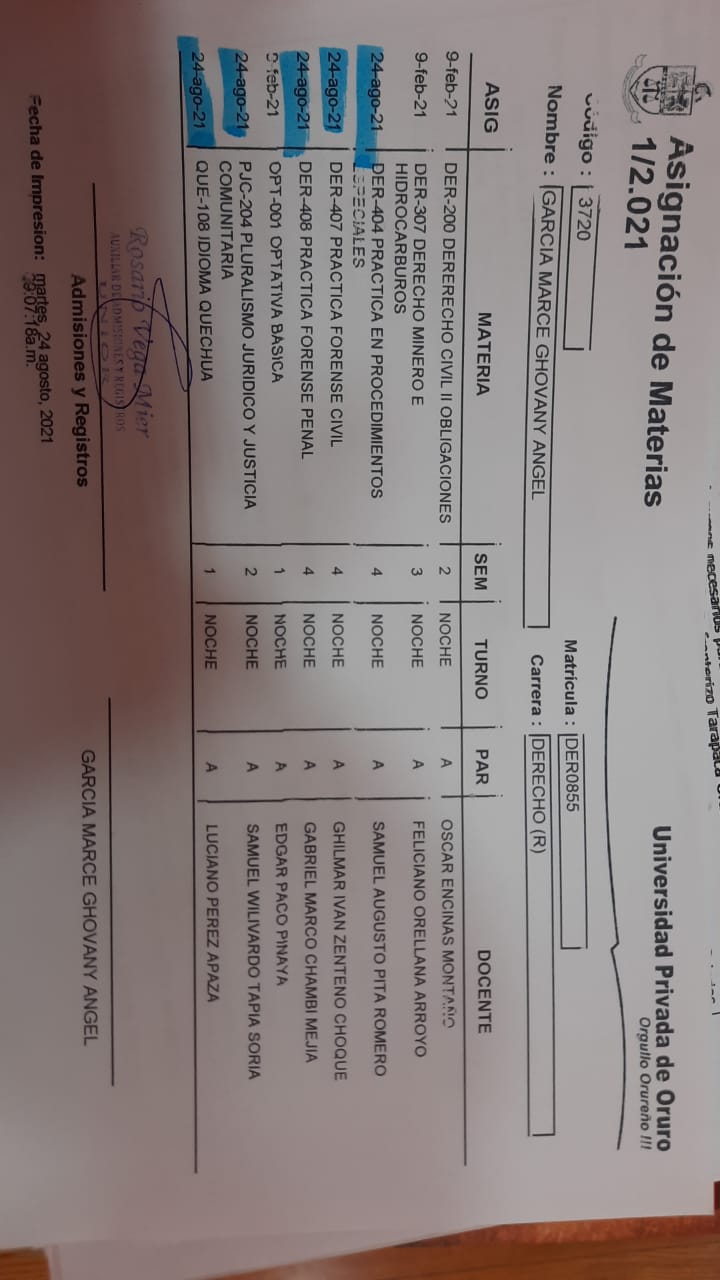 necesarios
fronterizo Tarapacá
Asignación de Materias
1/2.021
Universidad Privada de Oruro
Orgullo Orureño !!!
Código : 3720
Matrícula : DER0855
Nombre : GARCIA MARCE GHOVANY ANGEL
Carrera : DERECHO (R)
ASIG MATERIA SEM TURNO PAR DOCENTE
9-feb-21 DER-200 DERERECHO CIVIL II OBLIGACIONES 2 NOCHE A OSCAR ENCINAS MONTAÑO
9-feb-21 DER-307 DERECHO MINERO E 3 NOCHE A FELICIANO ORELLANA ARROYO
HIDROCARBUROS
24-ago-21 DER-404 PRACTICA EN PROCEDIMIENTOS 4 NOCHE A SAMUEL AUGUSTO PITA ROMERO
ESPECIALES
24-ago-21 DER-407 PRACTICA FORENSE CIVIL 4 NOCHE A GHILMAR IVAN ZENTENO CHOQUE
24-ago-21 DER-408 PRACTICA FORENSE PENAL 4 NOCHE A GABRIEL MARCO CHAMBI MEJIA
9-feb-21 OPT-001 OPTATIVA BASICA 1 NOCHE A EDGAR PACO PINAYA
24-ago-21 PJC-204 PLURALISMO JURIDICO Y JUSTICIA 2 NOCHE A SAMUEL WILIVARDO TAPIA SORIA
COMUNITARIA
24-ago-21 QUE-108 IDIOMA QUECHUA 1 NOCHE A LUCIANO PEREZ APAZA
Rosario Vega Mier
AUXILIAR DE ADMISIONES Y REGISTROS
UNIOR
Admisiones y Registros
GARCIA MARCE GHOVANY ANGEL
Fecha de Impresion: martes, 24 agosto, 2021
09:07:18a.m.